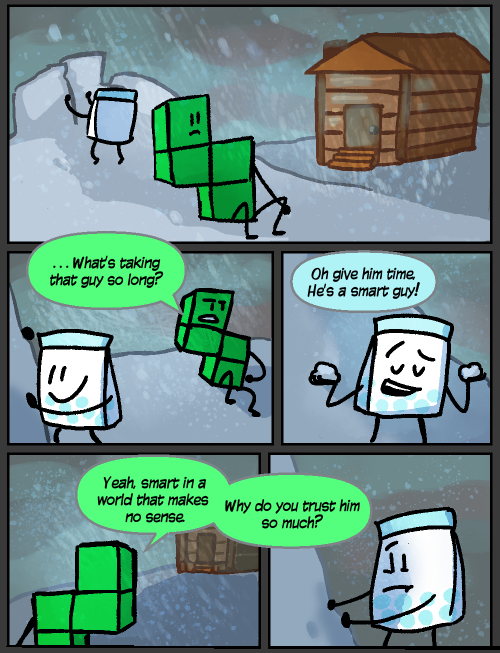 . . . What's taking
that guy so long?
Oh give him time,
He's a smart guy!
Yeah, smart in a
world that makes
no sense.
Why do you trust him
so much?